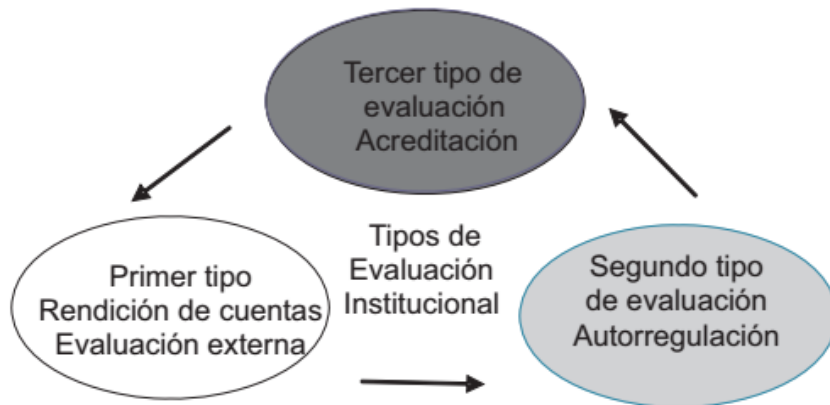 Tercer tipo de
evaluación
Acreditación
Tipos de
Evaluación
Institucional
Primer tipo
Rendición de cuentas
Evaluación externa
Segundo tipo
de evaluación
Autorregulación